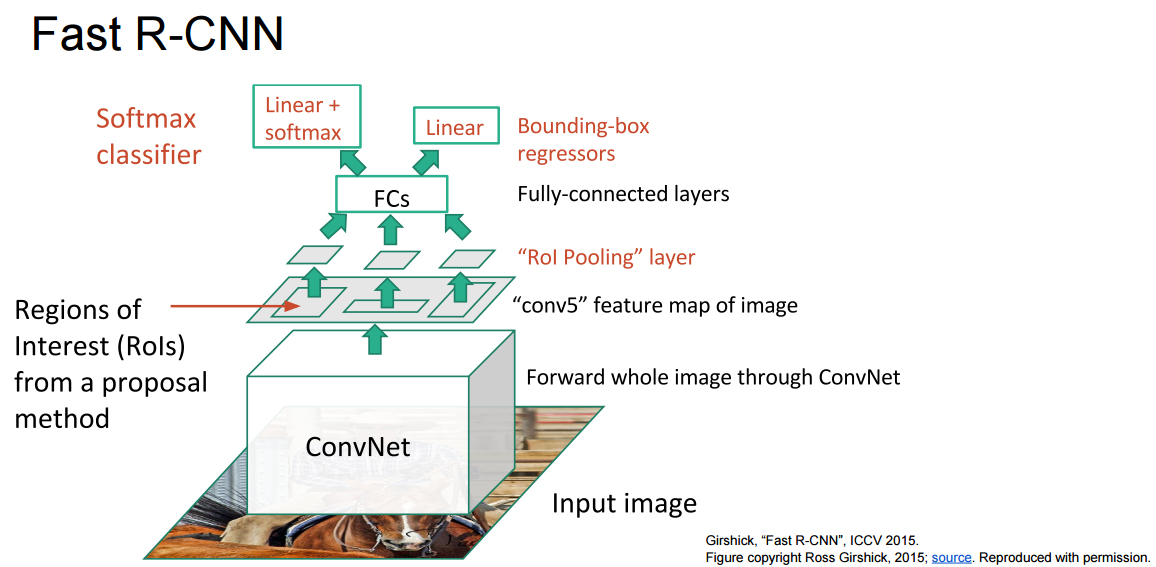 Fast R-CNN
Softmax
classifier
Linear +
softmax
Linear
Bounding-box
regressors
FCs
Fully-connected layers
“RoI Pooling” layer
Regions of
Interest (RoIs)
from a proposal
method
“conv5” feature map of image
Forward whole image through ConvNet
ConvNet
Input image
Girshick, “Fast R-CNN”, ICCV 2015.
Figure copyright Ross Girshick, 2015; source. Reproduced with permission.